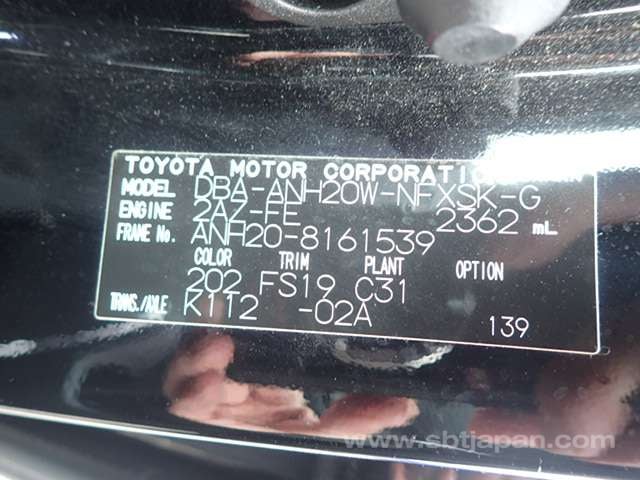 TOYOTA MOTOR CORPORATION
MODEL DBA-ANH20W-NFXSK-G
ENGINE 2AZ-FE 2362 mL
FRAME No. ANH20-8161539
COLOR TRIM PLANT OPTION
202 FS19 C31
TRANS./AXLE K112 -02A
139
www.sbtjapan.com